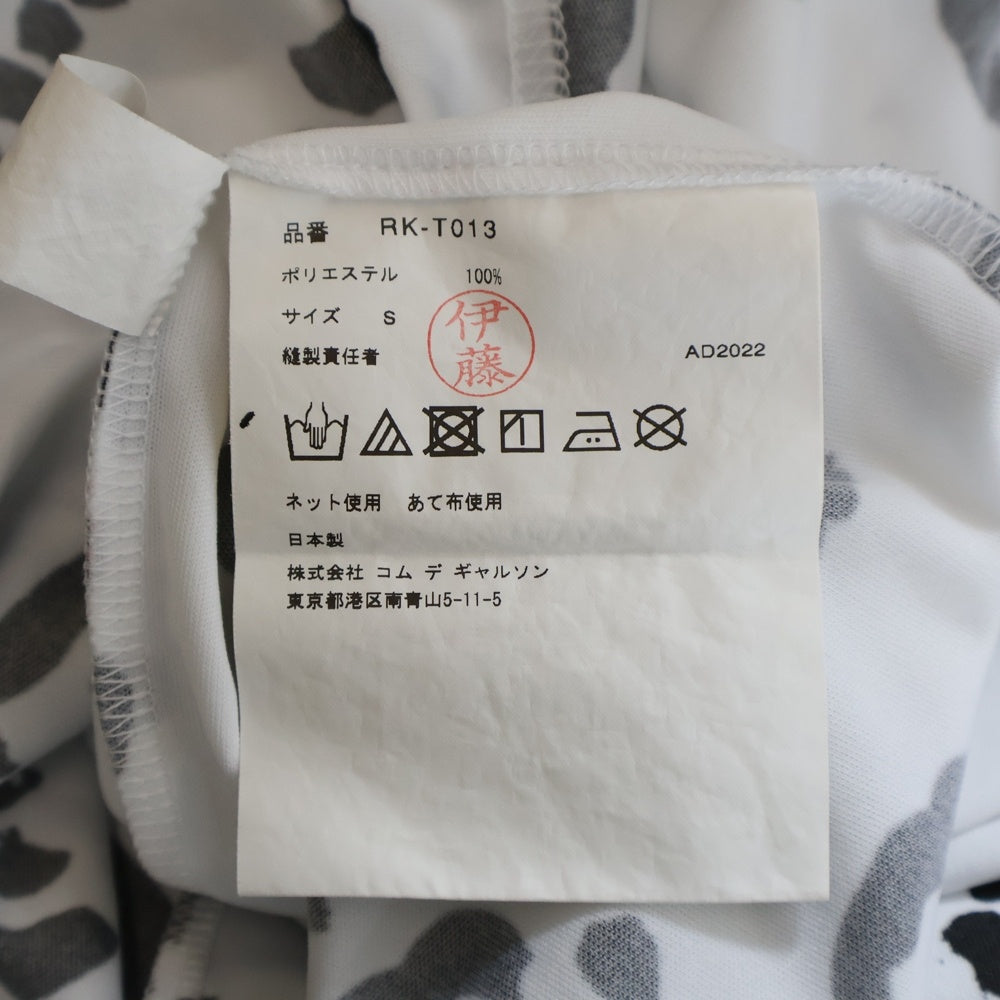 品番 RK-T013
ポリエステル 100%
サイズ S
縫製責任者 伊藤 AD2022
ネット使用 あて布使用
日本製
株式会社 コム デ ギャルソン
東京都港区南青山5-11-5